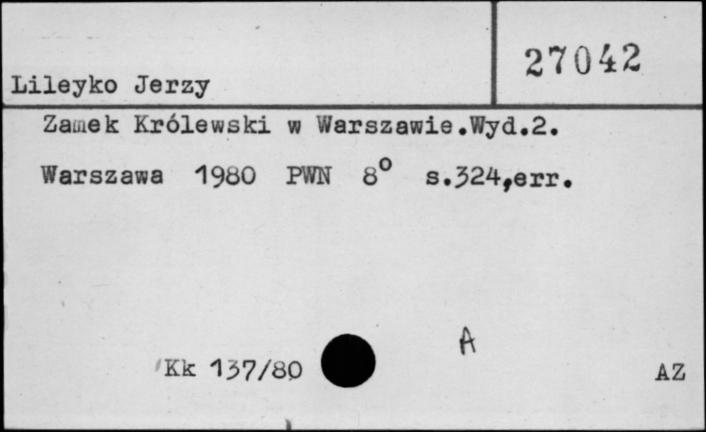 27042
Lileyko Jerzy
Zamek Królewski w Warszawie.Wyd.2.
Warszawa 1980 PWN 8° s.324,err.
A
Kk 137/80
AZ